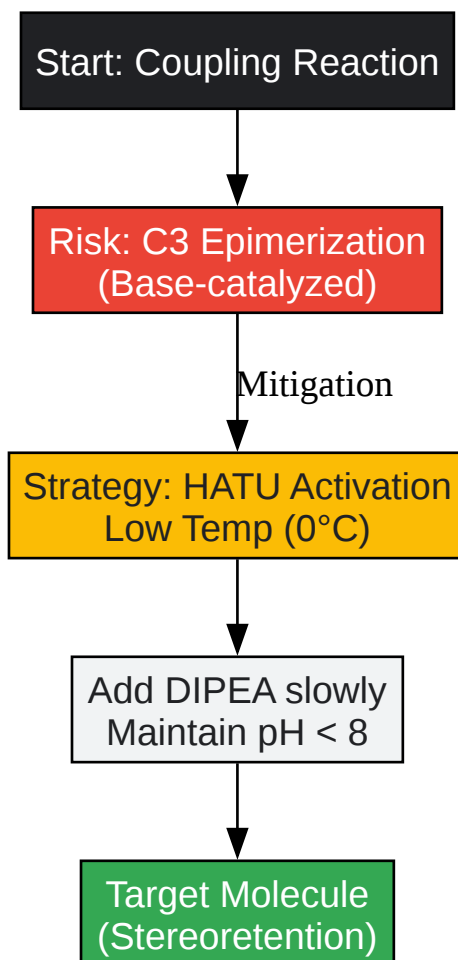 Start: Coupling Reaction
Risk: C3 Epimerization
(Base-catalyzed)
Mitigation
Strategy: HATU Activation
Low Temp (0°C)
Add DIPEA slowly
Maintain pH < 8
Target Molecule
(Stereoretention)